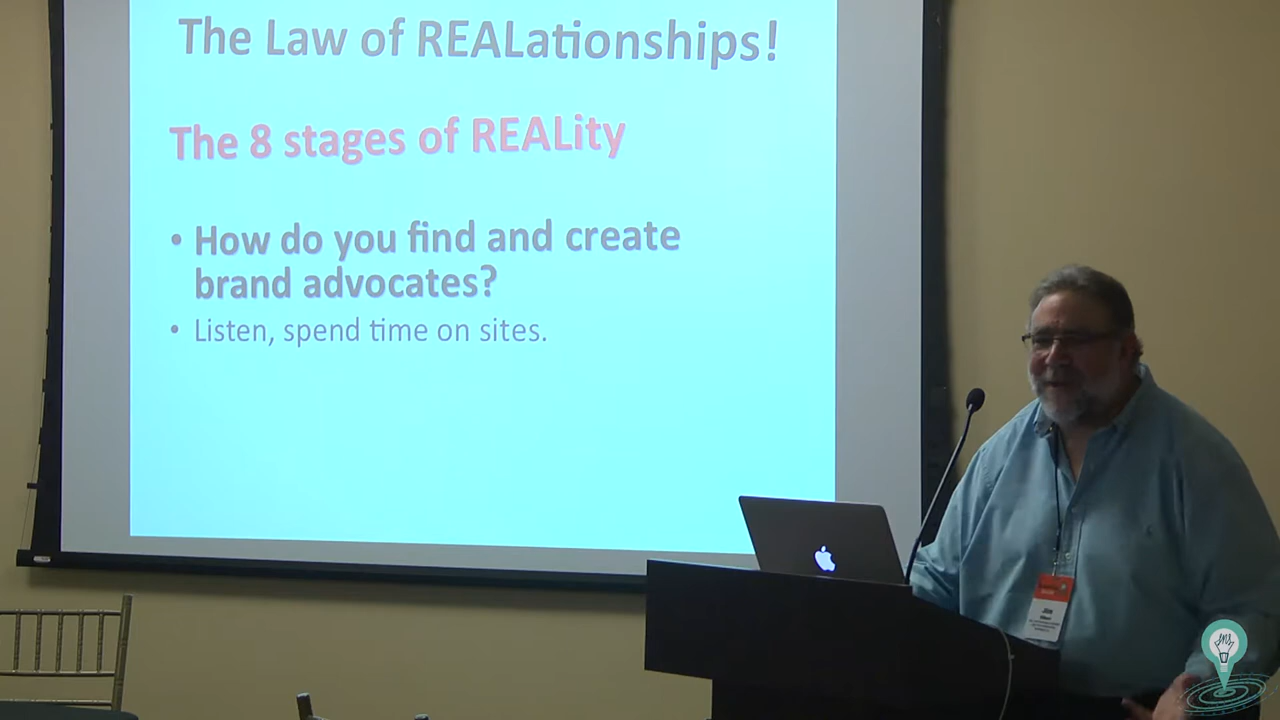 The Law of REALationships!
The 8 stages of REALity
• How do you find and create
brand advocates?
• Listen, spend time on sites.